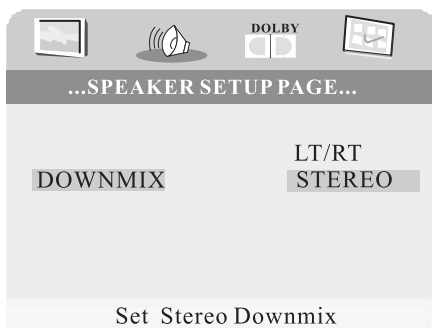 DOLBY
...SPEAKER SETUP PAGE...
LT/RT
DOWNMIX STEREO
Set Stereo Downmix